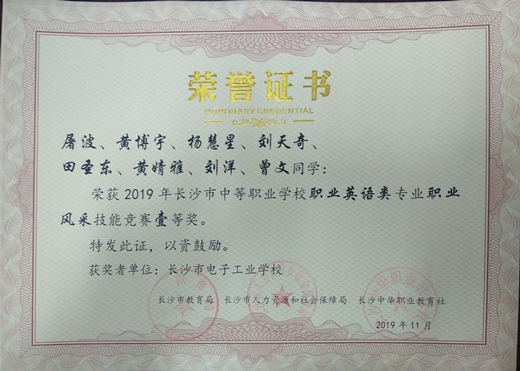 荣誉证书
HONORARY CREDENTIAL
屠波、黄博宇、杨慧星、刘天奇、
田圣东、黄婧雅、刘洋、曾文同学：
荣获2019年长沙市中等职业学校职业英语类专业职业
风采技能竞赛壹等奖。
特发此证，以资鼓励。
获奖者单位：长沙市电子工业学校
长沙市教育局 长沙市人力资源和社会保障局 长沙中华职业教育社
2019年11月